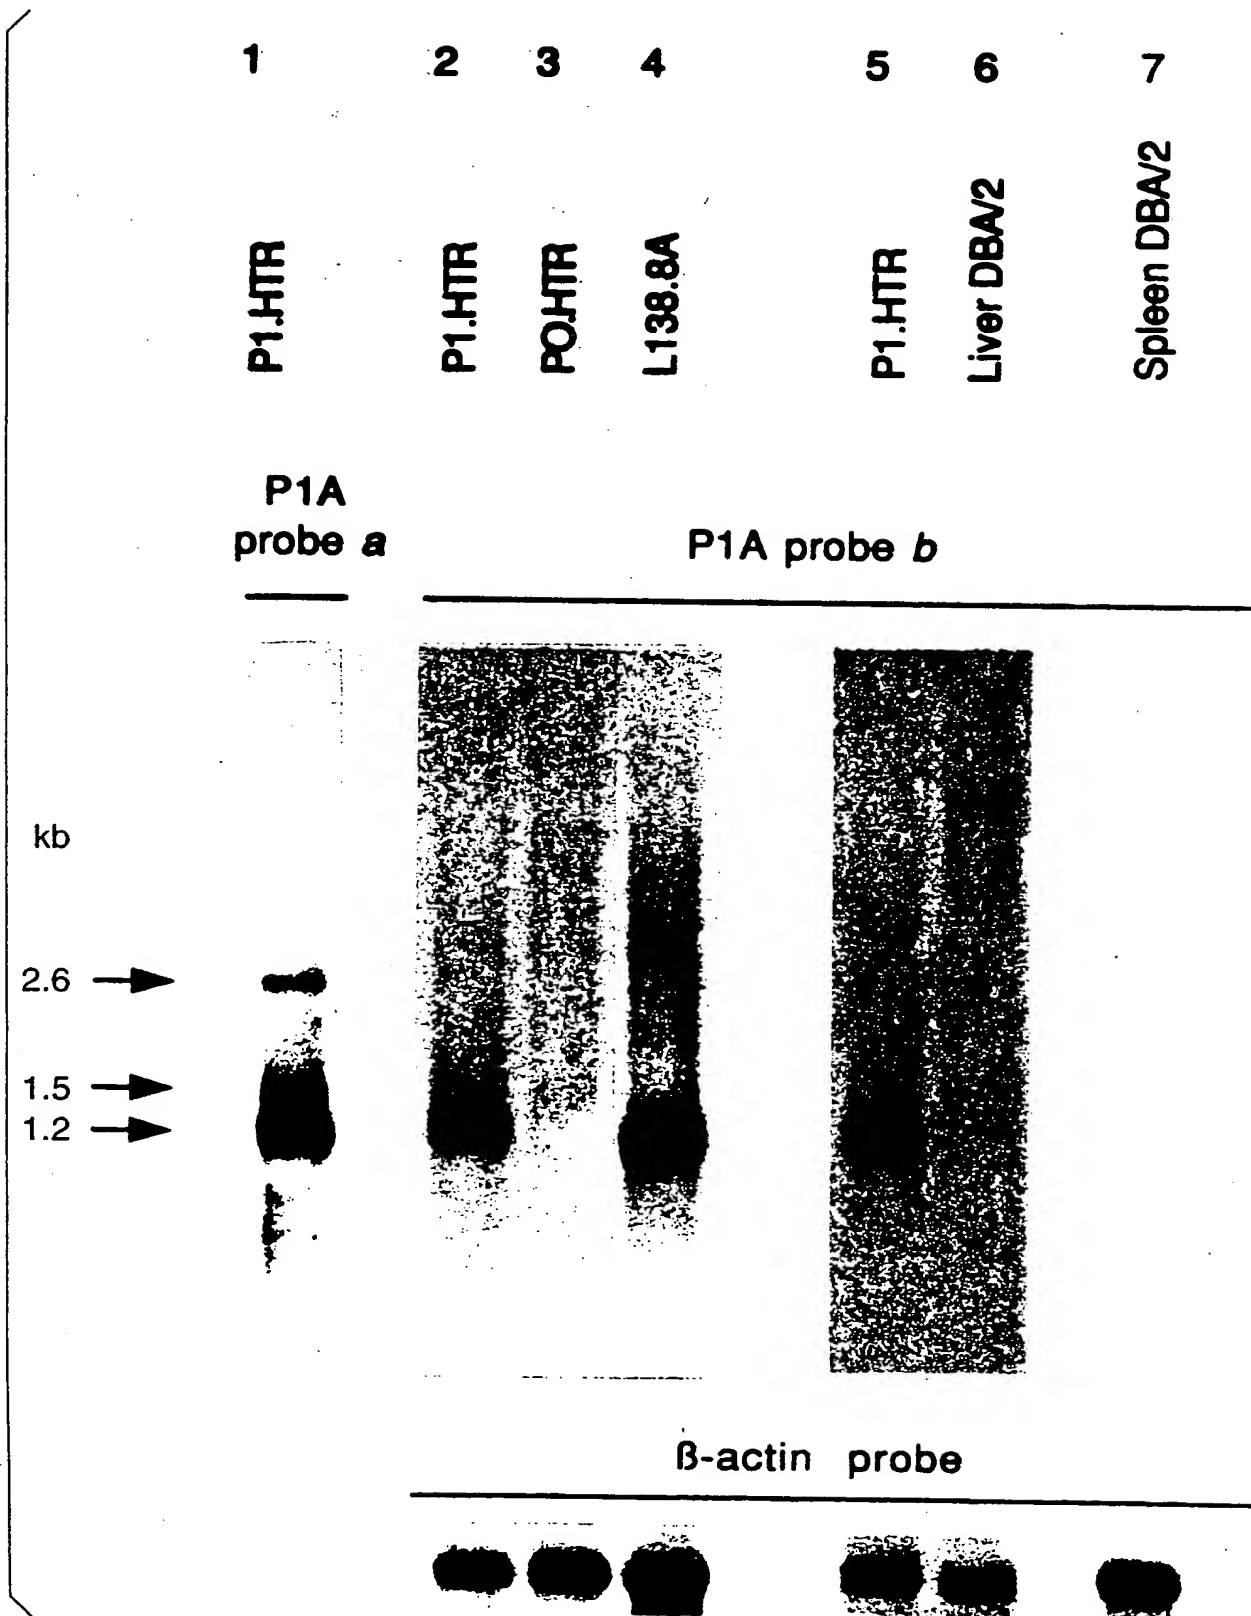 1 2 3 4 5 6 7
P1.HTR
P1.HTR
PO.HTR
L138.8A
P1.HTR
Liver DBA/2
Spleen DBA/2
P1A
probe a
P1A probe b
kb
2.6
1.5
1.2
ß-actin probe